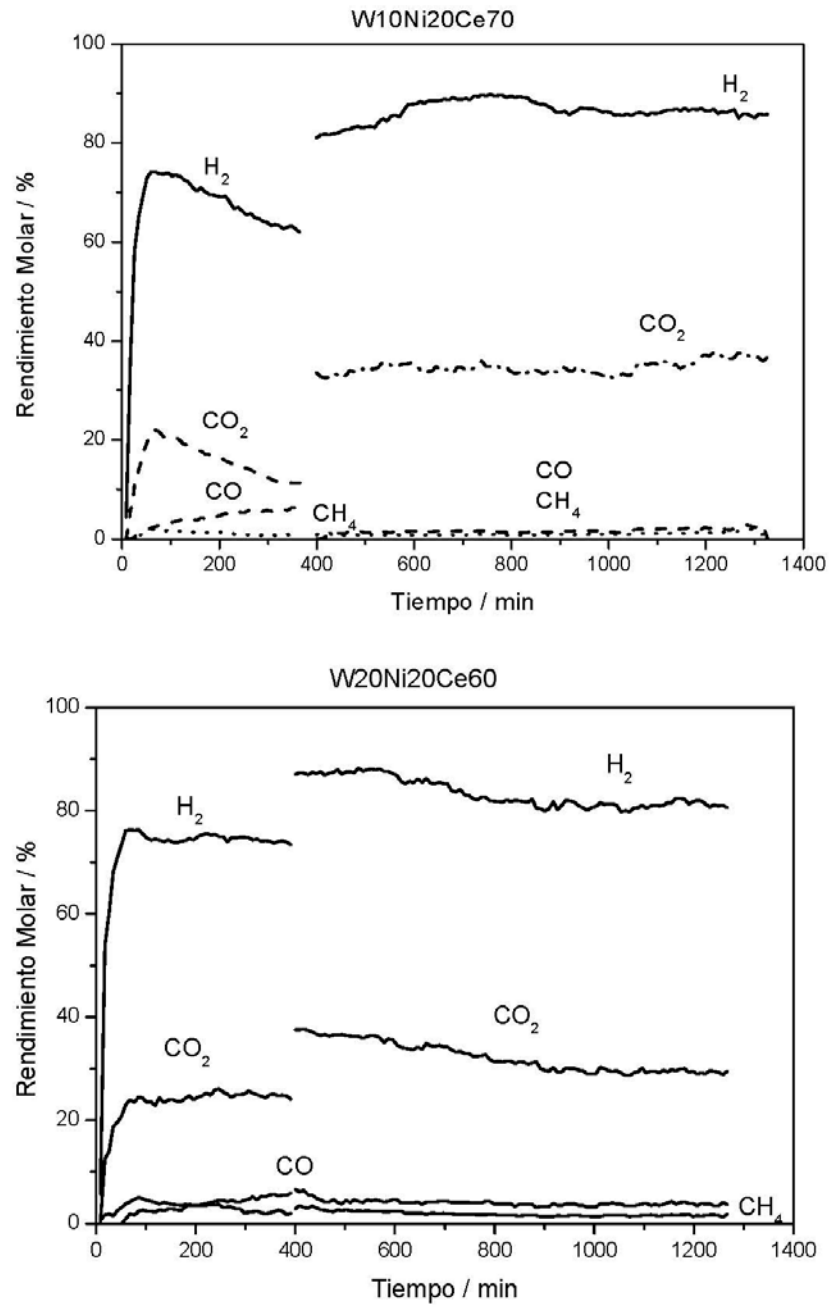 W10Ni20Ce70
100
80
60
40
20
0
Rendimiento Molar / %
H₂
H₂
CO₂
CO₂
CO
CH₄
CO
CH₄
0 200 400 600 800 1000 1200 1400
Tiempo / min
W20Ni20Ce60
100
80
60
40
20
0
Rendimiento Molar / %
H₂
H₂
CO₂
CO₂
CO
CH₄
0 200 400 600 800 1000 1200 1400
Tiempo / min